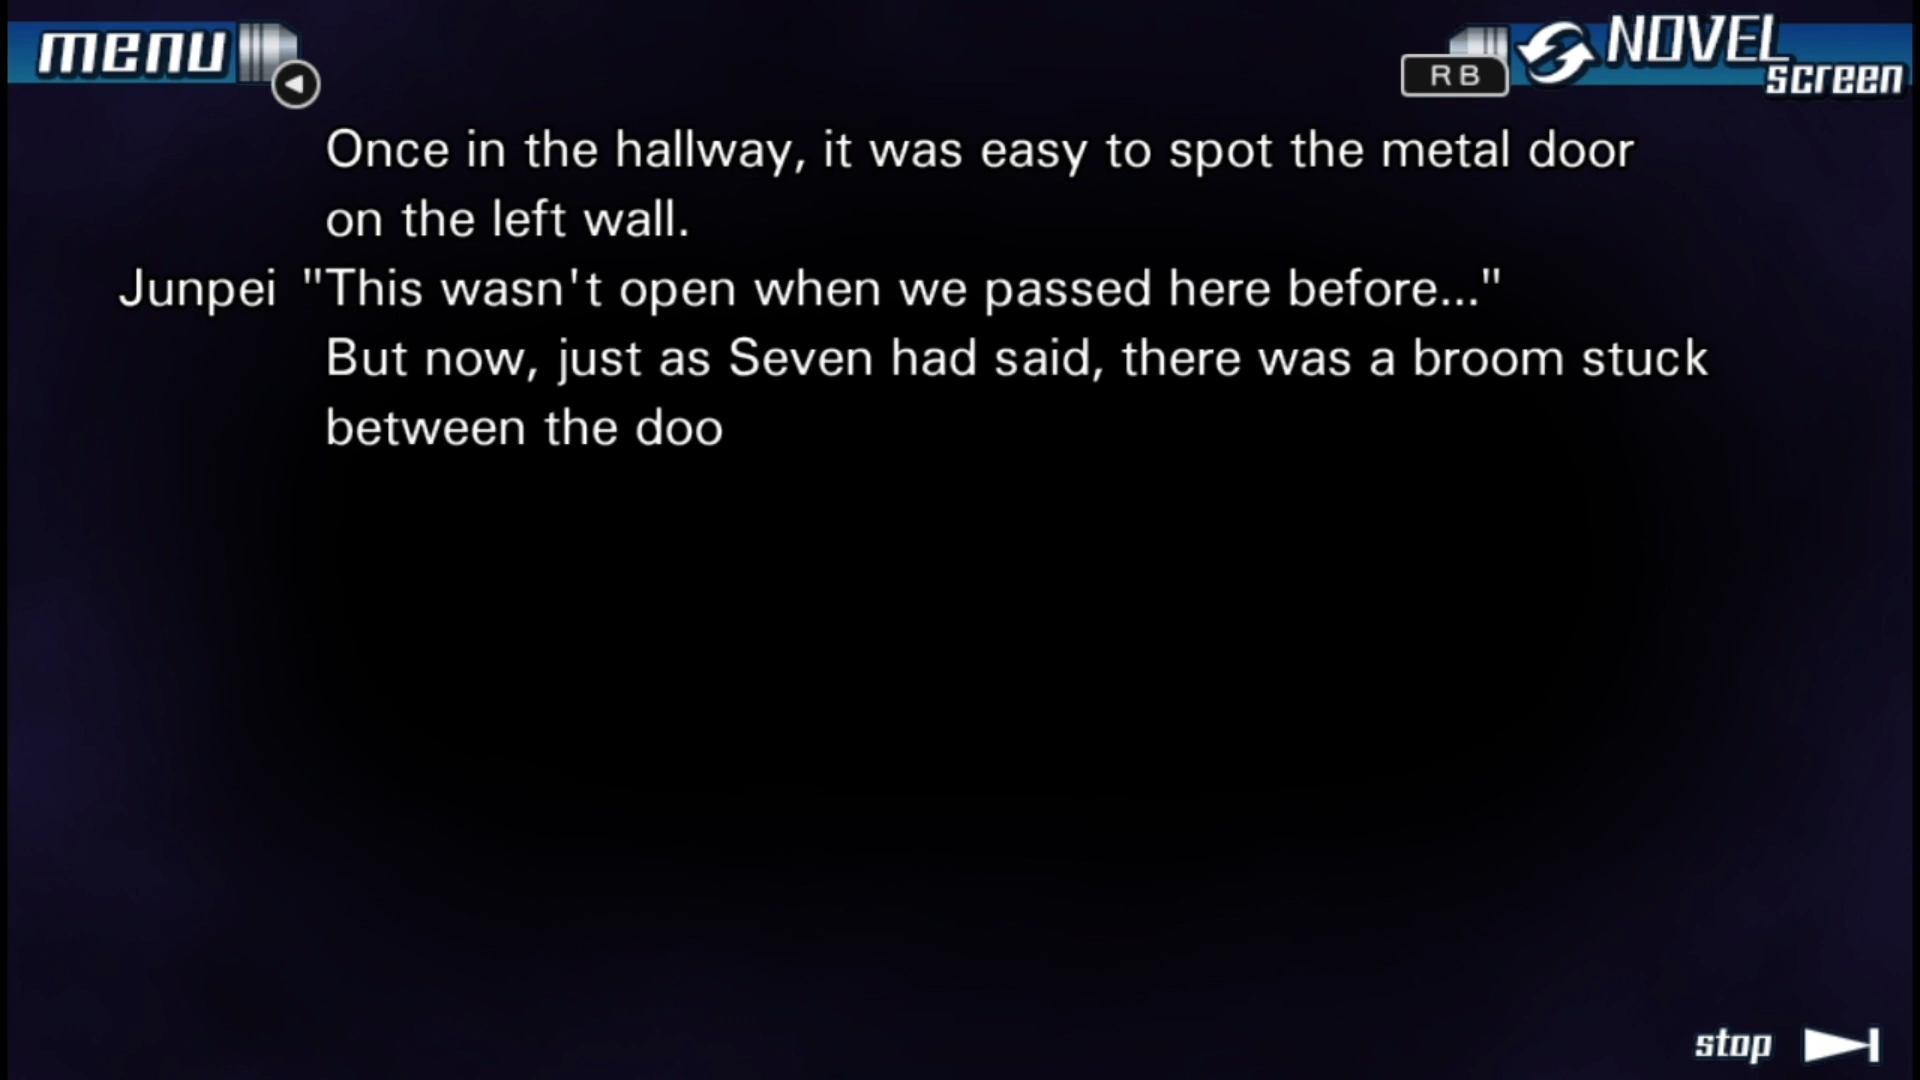 menu
RB
NOVEL
screen
Once in the hallway, it was easy to spot the metal door
on the left wall.
Junpei "This wasn't open when we passed here before..."
But now, just as Seven had said, there was a broom stuck
between the doo
stop